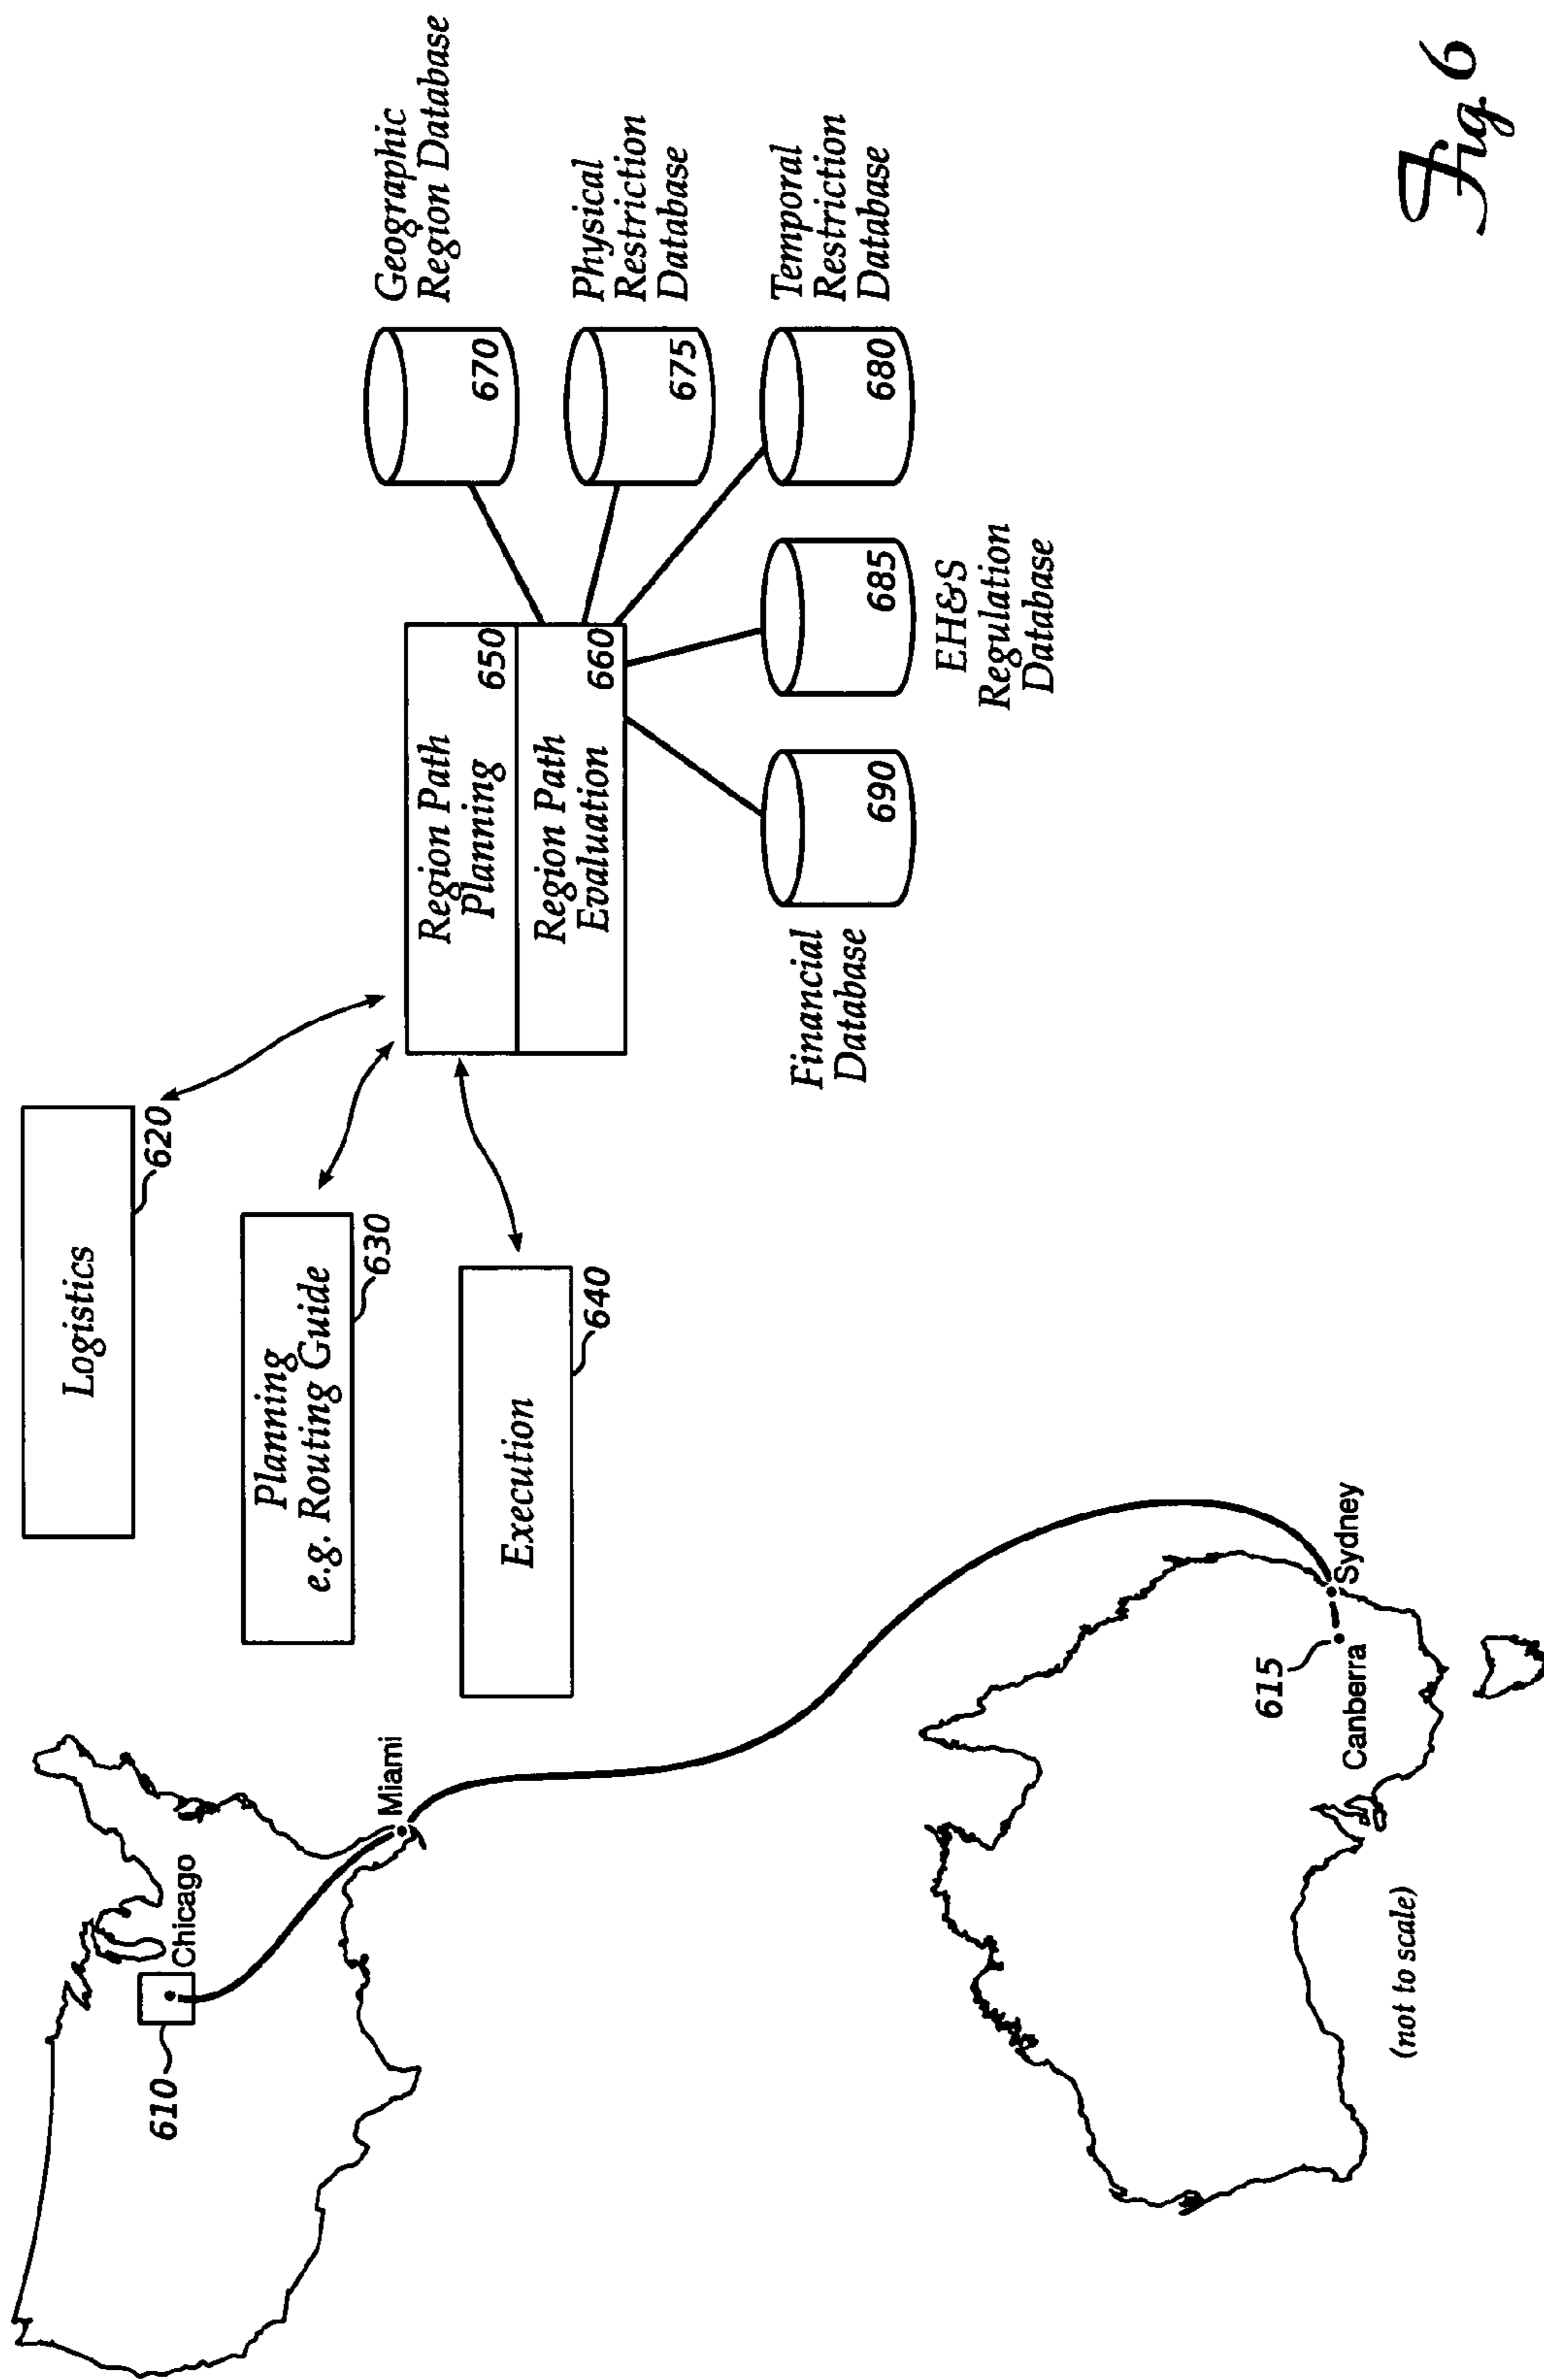 Logistics
620
Planning
e.g. Routing Guide
630
Execution
640
Region Path
Planning
650
Region Path
Evaluation
660
Geographic
Region Database
670
Physical
Restriction
Database
675
Temporal
Restriction
Database
680
685
EH&S
Regulation
Database
690
Financial
Database
610
Chicago
Miami
615
Canberra
Sydney
(not to scale)
Fig. 6